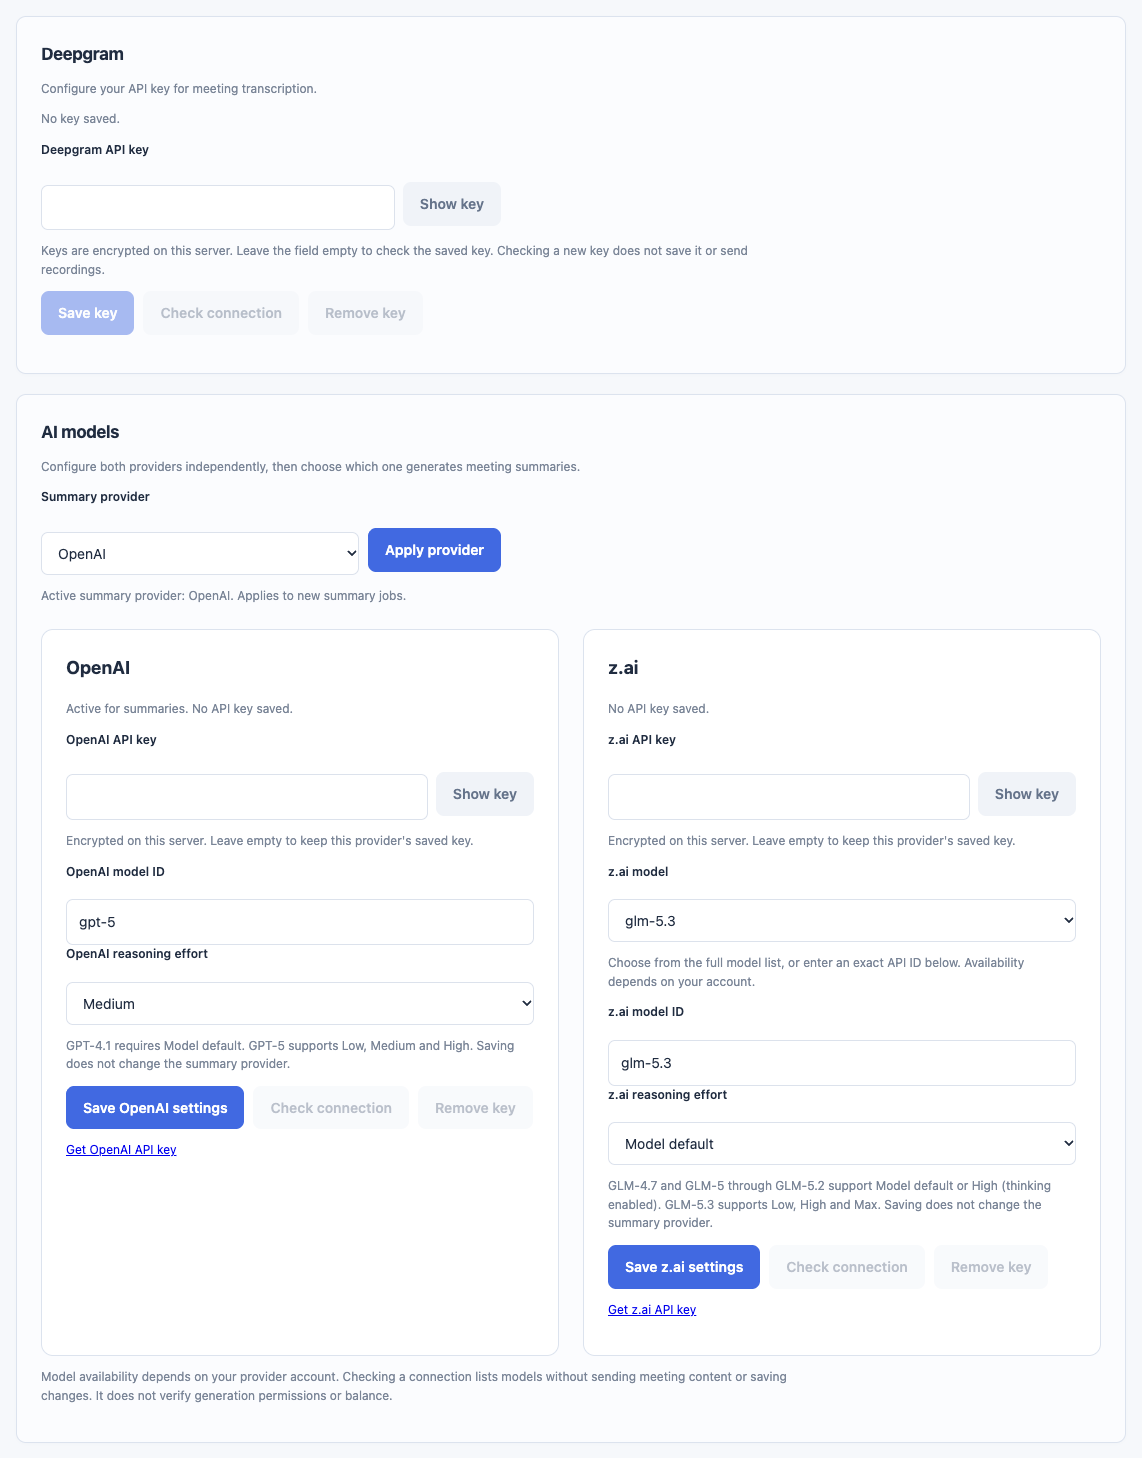 Deepgram
Configure your API key for meeting transcription.
No key saved.
Deepgram API key
Show key
Keys are encrypted on this server. Leave the field empty to check the saved key. Checking a new key does not save it or send
recordings.
Save key
Check connection
Remove key
AI models
Configure both providers independently, then choose which one generates meeting summaries.
Summary provider
OpenAI
Apply provider
Active summary provider: OpenAI. Applies to new summary jobs.
OpenAI
Active for summaries. No API key saved.
OpenAI API key
Show key
Encrypted on this server. Leave empty to keep this provider's saved key.
OpenAI model ID
gpt-5
OpenAI reasoning effort
Medium
GPT-4.1 requires Model default. GPT-5 supports Low, Medium and High. Saving
does not change the summary provider.
Save OpenAI settings
Check connection
Remove key
Get OpenAI API key
z.ai
No API key saved.
z.ai API key
Show key
Encrypted on this server. Leave empty to keep this provider's saved key.
z.ai model
glm-5.3
Choose from the full model list, or enter an exact API ID below. Availability
depends on your account.
z.ai model ID
glm-5.3
z.ai reasoning effort
Model default
GLM-4.7 and GLM-5 through GLM-5.2 support Model default or High (thinking
enabled). GLM-5.3 supports Low, High and Max. Saving does not change the
summary provider.
Save z.ai settings
Check connection
Remove key
Get z.ai API key
Model availability depends on your provider account. Checking a connection lists models without sending meeting content or saving
changes. It does not verify generation permissions or balance.